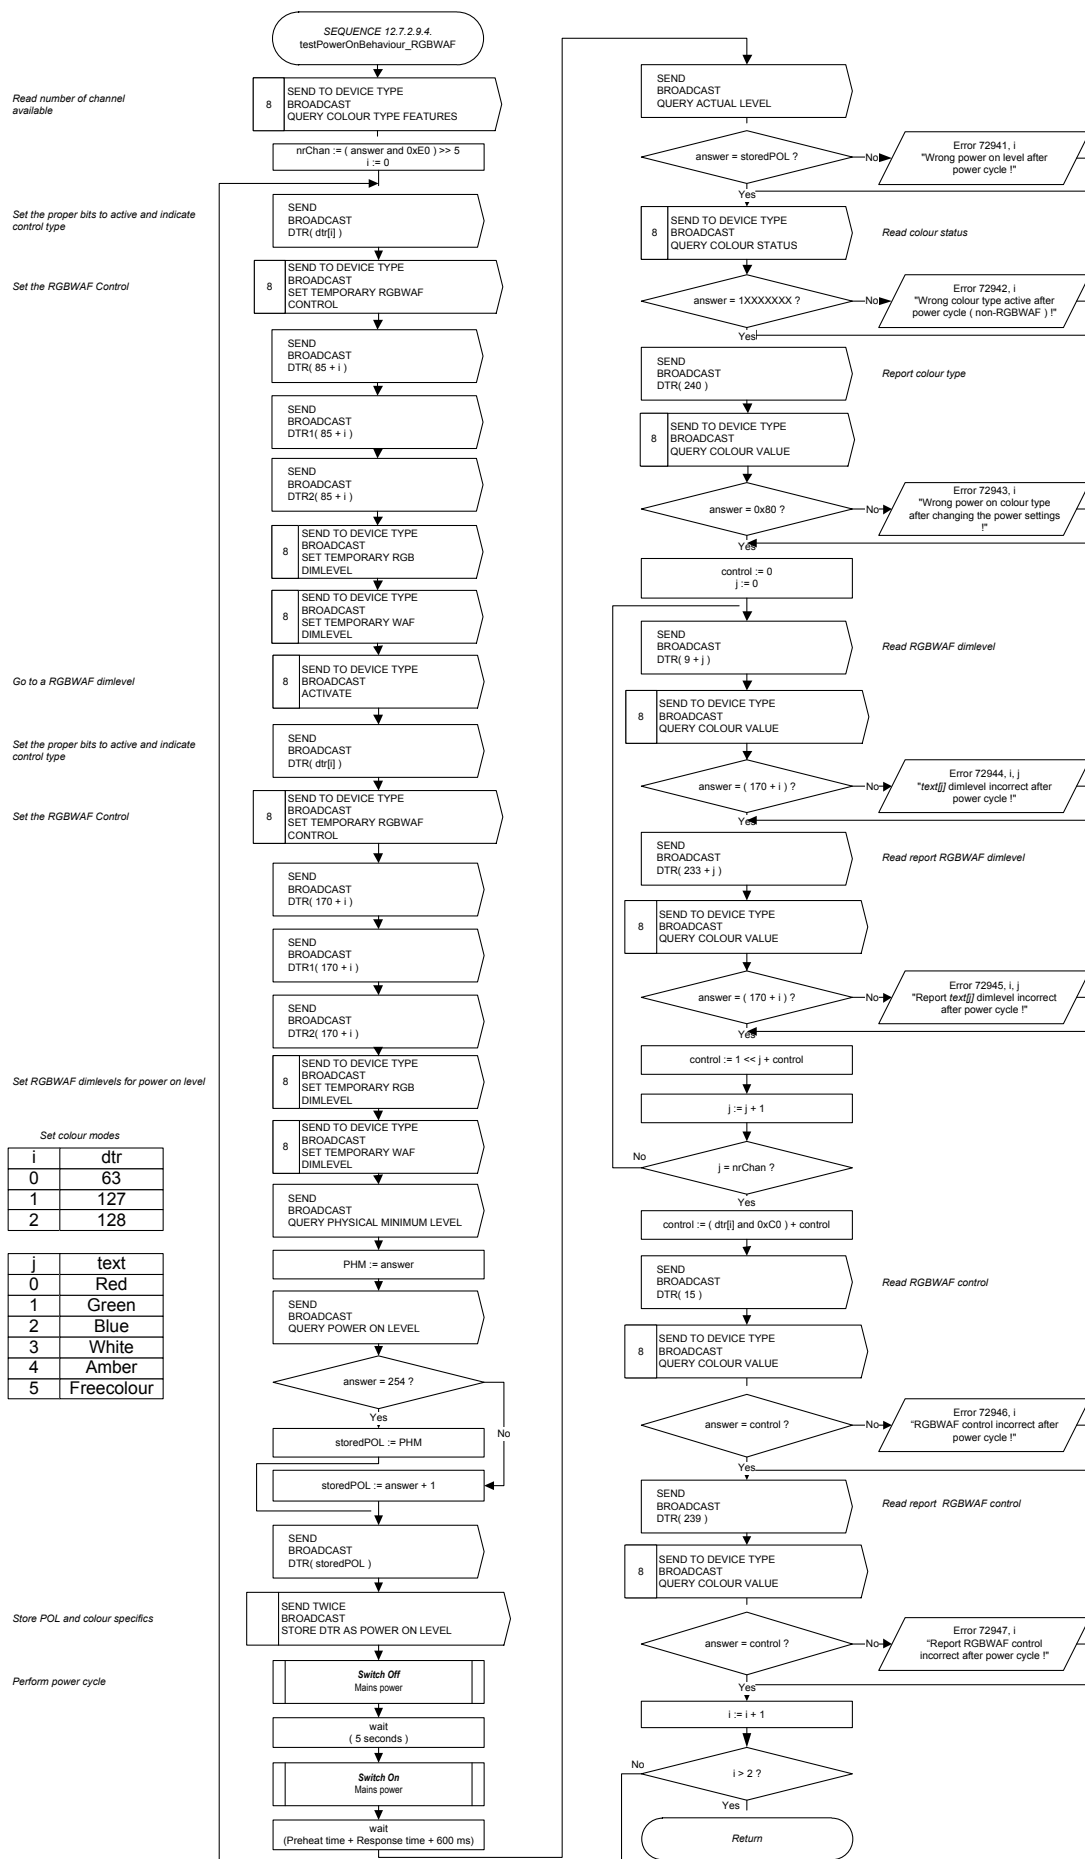 SEQUENCE 12.7.2.9.4.
testPowerOnBehaviour_RGBWAF
Read number of channel
available
8
SEND TO DEVICE TYPE
BROADCAST
QUERY COLOUR TYPE FEATURES
nrChan := ( answer and 0xE0 ) >> 5
i := 0
Set the proper bits to active and indicate
control type
SEND
BROADCAST
DTR( dtr[i] )
Set the RGBWAF Control
8
SEND TO DEVICE TYPE
BROADCAST
SET TEMPORARY RGBWAF
CONTROL
SEND
BROADCAST
DTR( 85 + i )
SEND
BROADCAST
DTR1( 85 + i )
SEND
BROADCAST
DTR2( 85 + i )
8
SEND TO DEVICE TYPE
BROADCAST
SET TEMPORARY RGB
DIMLEVEL
8
SEND TO DEVICE TYPE
BROADCAST
SET TEMPORARY WAF
DIMLEVEL
Go to a RGBWAF dimlevel
8
SEND TO DEVICE TYPE
BROADCAST
ACTIVATE
Set the proper bits to active and indicate
control type
SEND
BROADCAST
DTR( dtr[i] )
Set the RGBWAF Control
8
SEND TO DEVICE TYPE
BROADCAST
SET TEMPORARY RGBWAF
CONTROL
SEND
BROADCAST
DTR( 170 + i )
SEND
BROADCAST
DTR1( 170 + i )
SEND
BROADCAST
DTR2( 170 + i )
Set RGBWAF dimlevels for power on level
8
SEND TO DEVICE TYPE
BROADCAST
SET TEMPORARY RGB
DIMLEVEL
8
SEND TO DEVICE TYPE
BROADCAST
SET TEMPORARY WAF
DIMLEVEL
Set colour modes
i dtr
0 63
1 127
2 128
j text
0 Red
1 Green
2 Blue
3 White
4 Amber
5 Freecolour
SEND
BROADCAST
QUERY PHYSICAL MINIMUM LEVEL
PHM := answer
SEND
BROADCAST
QUERY POWER ON LEVEL
answer = 254 ?
Yes
No
storedPOL := PHM
storedPOL := answer + 1
SEND
BROADCAST
DTR( storedPOL )
Store POL and colour specifics
SEND TWICE
BROADCAST
STORE DTR AS POWER ON LEVEL
Perform power cycle
Switch Off
Mains power
wait
( 5 seconds )
Switch On
Mains power
wait
(Preheat time + Response time + 600 ms)
SEND
BROADCAST
QUERY ACTUAL LEVEL
answer = storedPOL ?
No
Error 72941, i
"Wrong power on level after
power cycle !"
Yes
8
SEND TO DEVICE TYPE
BROADCAST
QUERY COLOUR STATUS
Read colour status
answer = 1XXXXXXX ?
No
Error 72942, i
"Wrong colour type active after
power cycle ( non-RGBWAF ) !"
Yes
SEND
BROADCAST
DTR( 240 )
Report colour type
8
SEND TO DEVICE TYPE
BROADCAST
QUERY COLOUR VALUE
answer = 0x80 ?
No
Error 72943, i
"Wrong power on colour type
after changing the power settings
!"
Yes
control := 0
j := 0
SEND
BROADCAST
DTR( 9 + j )
Read RGBWAF dimlevel
8
SEND TO DEVICE TYPE
BROADCAST
QUERY COLOUR VALUE
answer = ( 170 + i ) ?
No
Error 72944, i, j
"text[j] dimlevel incorrect after
power cycle !"
Yes
SEND
BROADCAST
DTR( 233 + j )
Read report RGBWAF dimlevel
8
SEND TO DEVICE TYPE
BROADCAST
QUERY COLOUR VALUE
answer = ( 170 + i ) ?
No
Error 72945, i, j
"Report text[j] dimlevel incorrect
after power cycle !"
Yes
control := 1 << j + control
j := j + 1
No
j = nrChan ?
Yes
control := ( dtr[i] and 0xC0 ) + control
SEND
BROADCAST
DTR( 15 )
Read RGBWAF control
8
SEND TO DEVICE TYPE
BROADCAST
QUERY COLOUR VALUE
answer = control ?
No
Error 72946, i
"RGBWAF control incorrect after
power cycle !"
Yes
SEND
BROADCAST
DTR( 239 )
Read report RGBWAF control
8
SEND TO DEVICE TYPE
BROADCAST
QUERY COLOUR VALUE
answer = control ?
No
Error 72947, i
"Report RGBWAF control
incorrect after power cycle !"
Yes
i := i + 1
No
i > 2 ?
Yes
Return